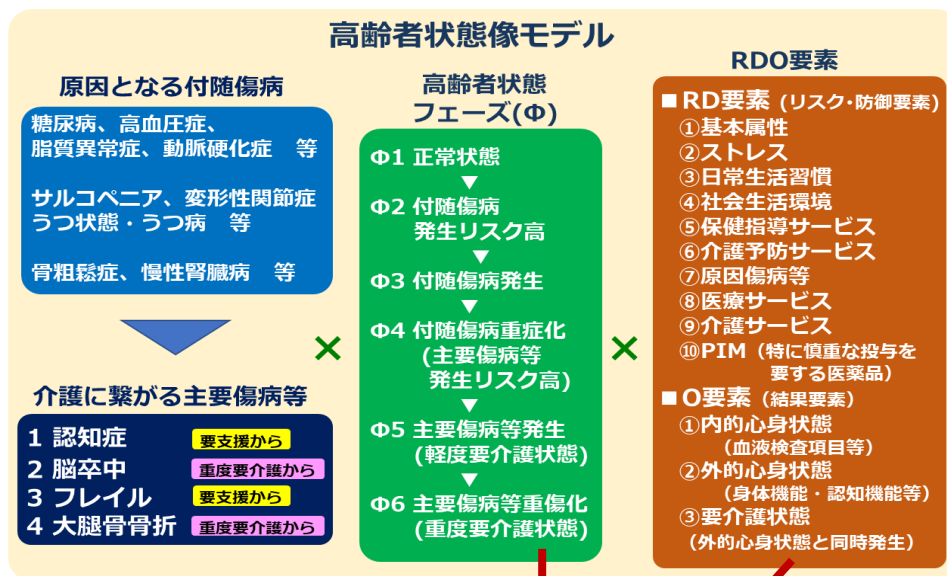 高齢者状態像モデル
原因となる付随傷病
糖尿病、高血圧症、
脂質異常症、動脈硬化症 等
サルコペニア、変形性関節症
うつ状態・うつ病 等
骨粗鬆症、慢性腎臓病 等
介護に繋がる主要傷病等
1 認知症 要支援から
2 脳卒中 重度要介護から
3 フレイル 要支援から
4 大腿骨骨折 重度要介護から
×
高齢者状態
フェーズ(Φ)
Φ1 正常状態
▼
Φ2 付随傷病
発生リスク高
▼
Φ3 付随傷病発生
▼
Φ4 付随傷病重症化
(主要傷病等
発生リスク高)
▼
Φ5 主要傷病等発生
(軽度要介護状態)
▼
Φ6 主要傷病等重傷化
(重度要介護状態)
×
RDO要素
■RD要素（リスク・防御要素）
①基本属性
②ストレス
③日常生活習慣
④社会生活環境
⑤保健指導サービス
⑥介護予防サービス
⑦原因傷病等
⑧医療サービス
⑨介護サービス
⑩PIM（特に慎重な投与を
要する医薬品）
■O要素（結果要素）
①内的心身状態
（血液検査項目等）
②外的心身状態
（身体機能・認知機能等）
③要介護状態
（外的心身状態と同時発生）